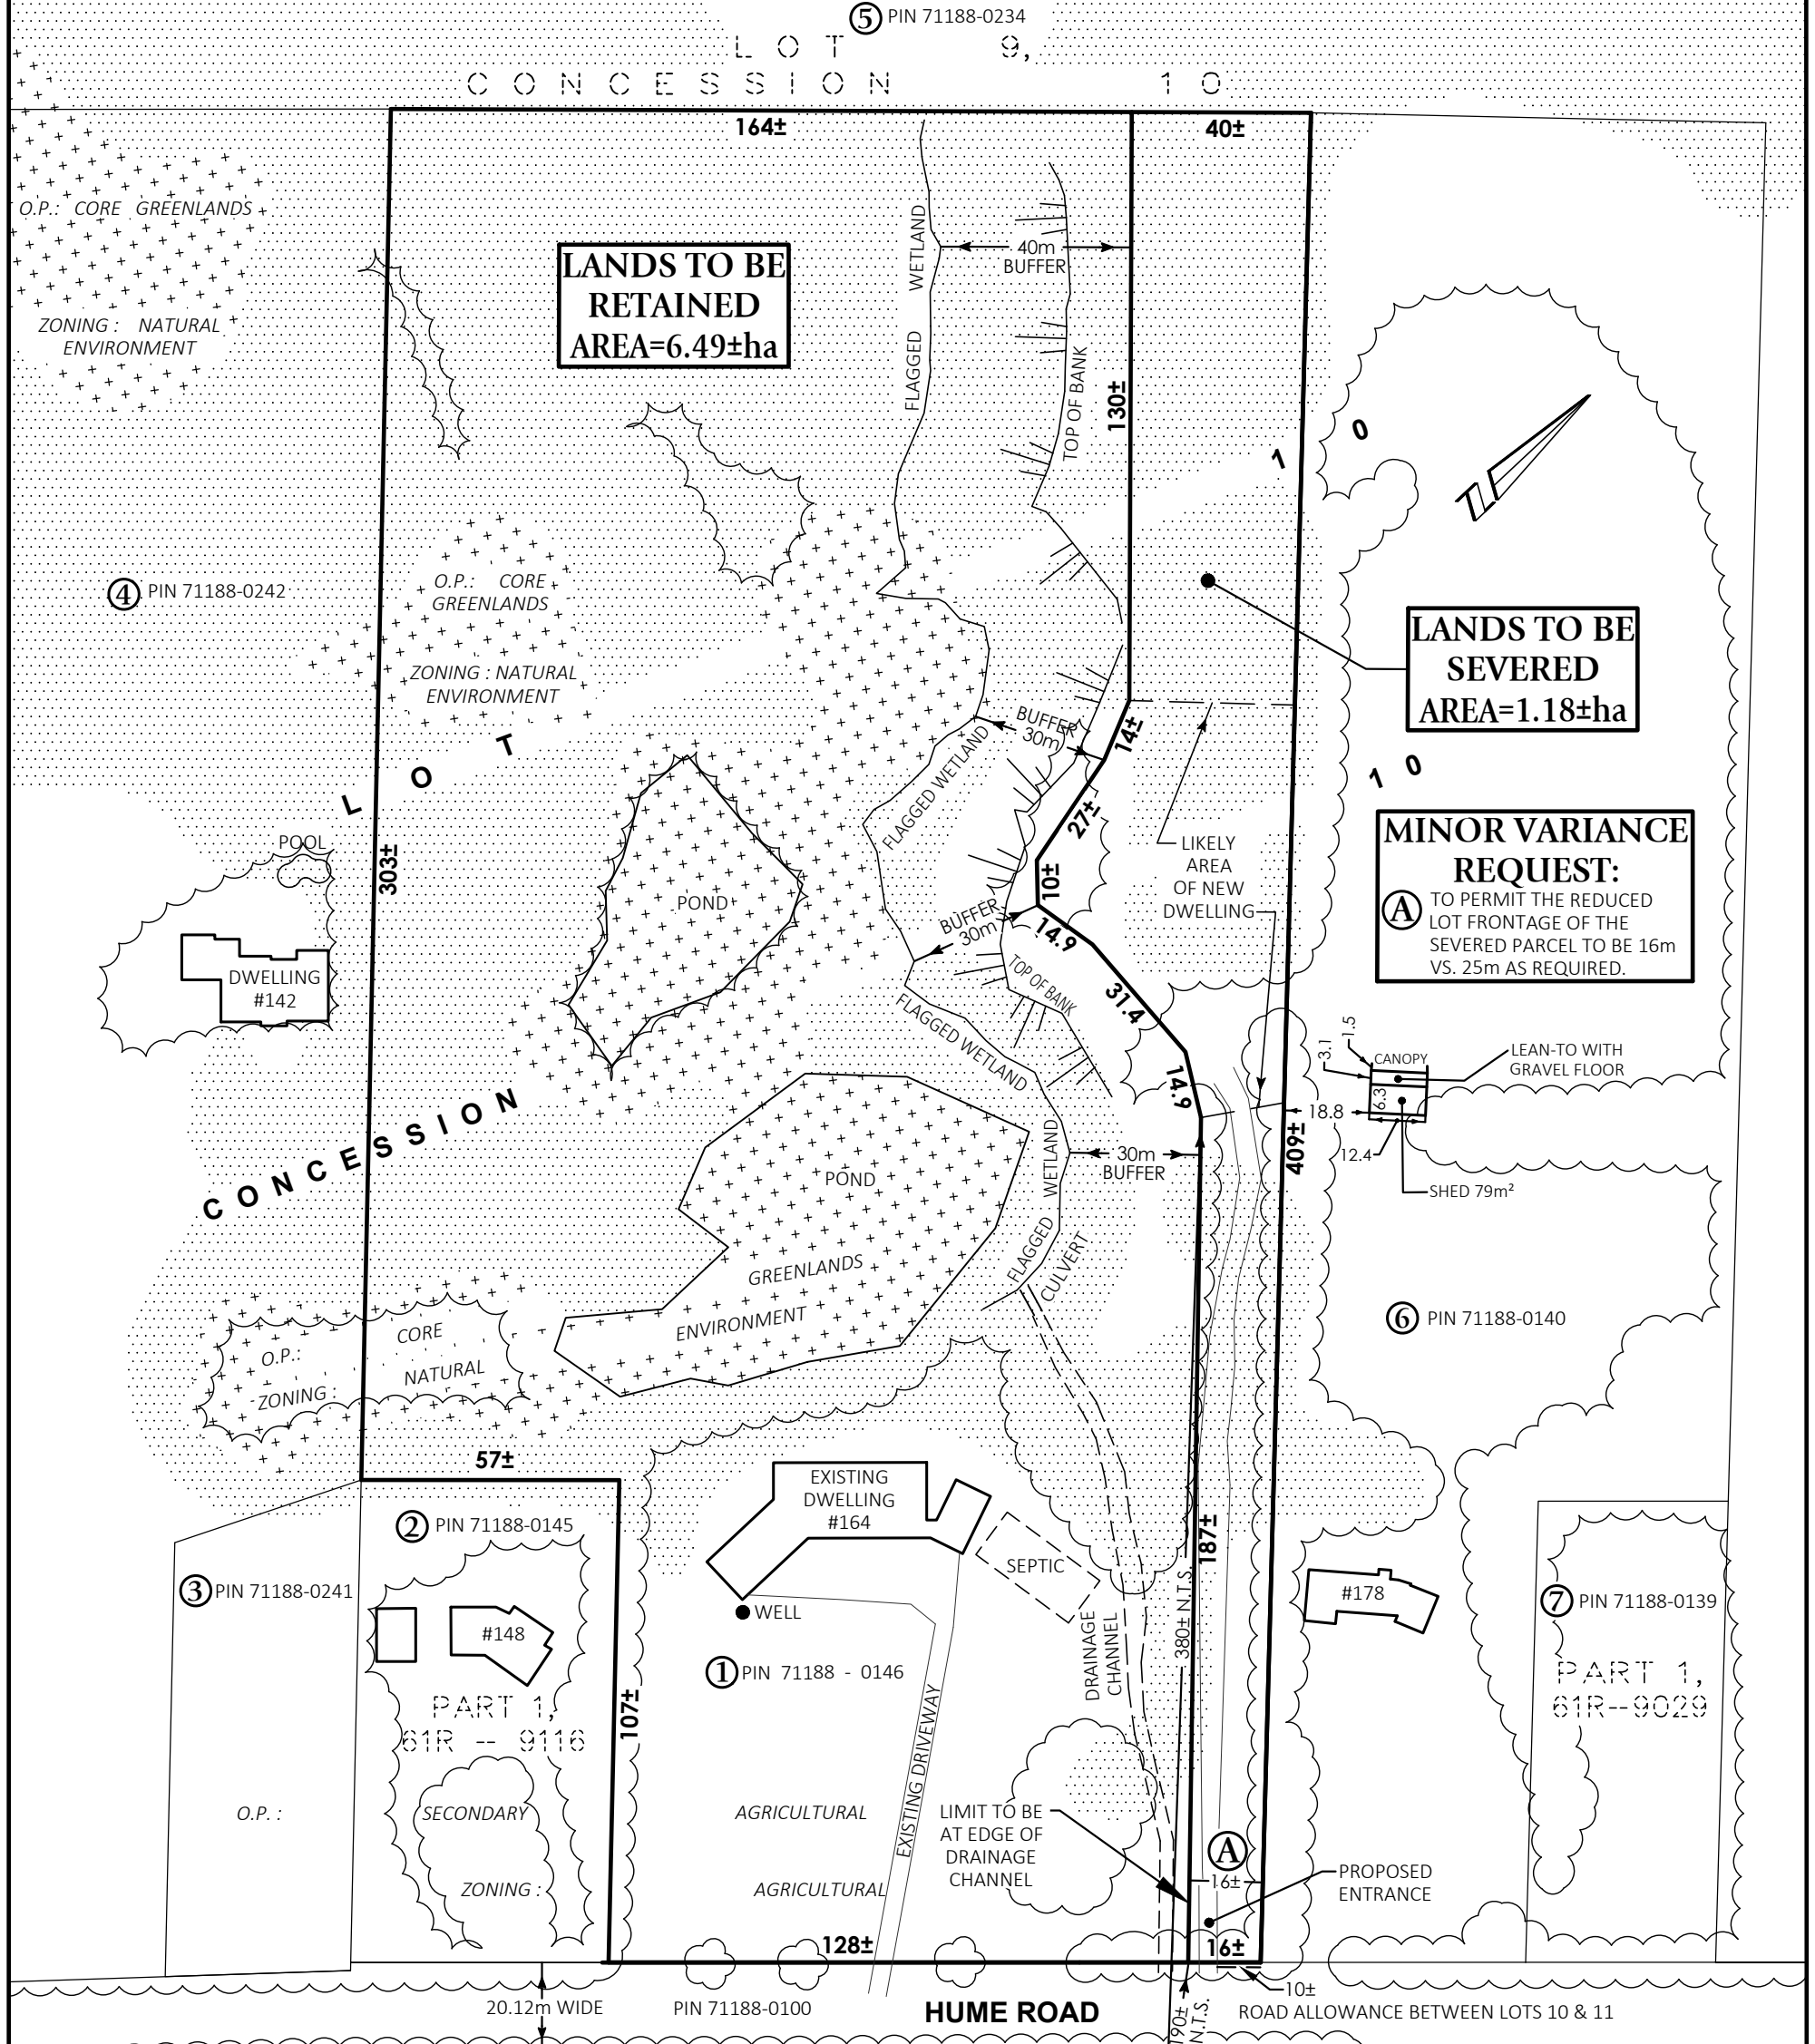 ⑤ PIN 71188-0234
LOT 9,
CONCESSION 10
164±
40±
O.P.: CORE GREENLANDS
ZONING : NATURAL
ENVIRONMENT
LANDS TO BE
RETAINED
AREA=6.49±ha
FLAGGED WETLAND
40m
BUFFER
TOP OF BANK
130±
1 0
④ PIN 71188-0242
O.P.: CORE
GREENLANDS
ZONING : NATURAL
ENVIRONMENT
LANDS TO BE
SEVERED
AREA=1.18±ha
LOT
1 0
BUFFER
30m
14±
FLAGGED WETLAND
27±
10±
LIKELY
AREA
OF NEW
DWELLING
MINOR VARIANCE
REQUEST:
Ⓐ TO PERMIT THE REDUCED
LOT FRONTAGE OF THE
SEVERED PARCEL TO BE 16m
VS. 25m AS REQUIRED.
POOL
303±
POND
DWELLING
#142
BUFFER
30m
14.9
TOP OF BANK
31.4
FLAGGED WETLAND
14.9
3.1
1.5
CANOPY
LEAN-TO WITH
GRAVEL FLOOR
6.3
18.8
12.4
SHED 79m²
409±
CONCESSION
30m
BUFFER
FLAGGED WETLAND
POND
CULVERT
GREENLANDS
ENVIRONMENT
CORE
O.P.:
NATURAL
ZONING :
⑥ PIN 71188-0140
57±
② PIN 71188-0145
EXISTING
DWELLING
#164
SEPTIC
187±
380± N.T.S.
③ PIN 71188-0241
#148
WELL
① PIN 71188 - 0146
DRAINAGE
CHANNEL
#178
⑦ PIN 71188-0139
PART 1,
61R -- 9116
107±
PART 1,
61R--9029
EXISTING DRIVEWAY
O.P. :
SECONDARY
AGRICULTURAL
LIMIT TO BE
AT EDGE OF
DRAINAGE
CHANNEL
Ⓐ
16±
PROPOSED
ENTRANCE
ZONING :
AGRICULTURAL
128±
16±
10±
20.12m WIDE
PIN 71188-0100
HUME ROAD
190±
N.T.S.
ROAD ALLOWANCE BETWEEN LOTS 10 & 11